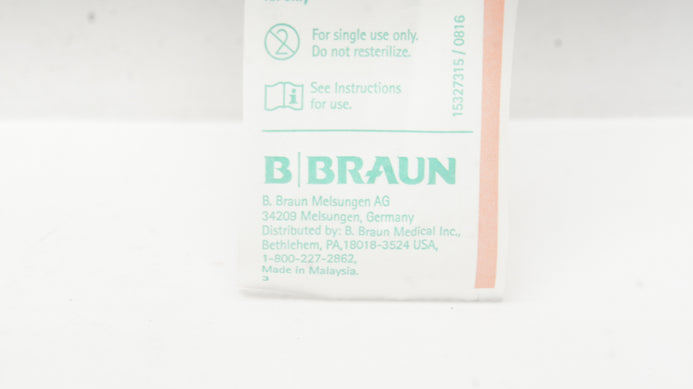 For single use only.
Do not resterilize.
See Instructions
for use.
15327315 / 0816
B|BRAUN
B. Braun Melsungen AG
34209 Melsungen, Germany
Distributed by: B. Braun Medical Inc.,
Bethlehem, PA,18018-3524 USA,
1-800-227-2862,
Made in Malaysia.
3